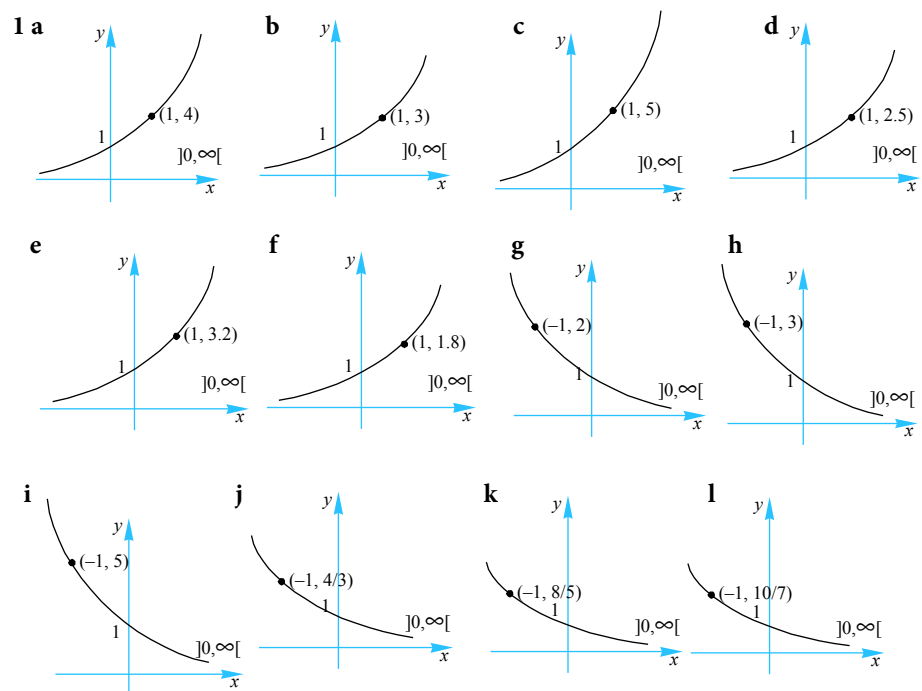 1 a
y
(1, 4)
1
]0,∞[
x
b
y
(1, 3)
1
]0,∞[
x
c
y
(1, 5)
1
]0,∞[
x
d
y
(1, 2.5)
1
]0,∞[
x
e
y
(1, 3.2)
1
]0,∞[
x
f
y
(1, 1.8)
1
]0,∞[
x
g
y
(–1, 2)
1
]0,∞[
x
h
y
(–1, 3)
1
]0,∞[
x
i
y
(–1, 5)
1
]0,∞[
x
j
y
(–1, 4/3)
1
]0,∞[
x
k
y
(–1, 8/5)
1
]0,∞[
x
l
y
(–1, 10/7)
1
]0,∞[
x